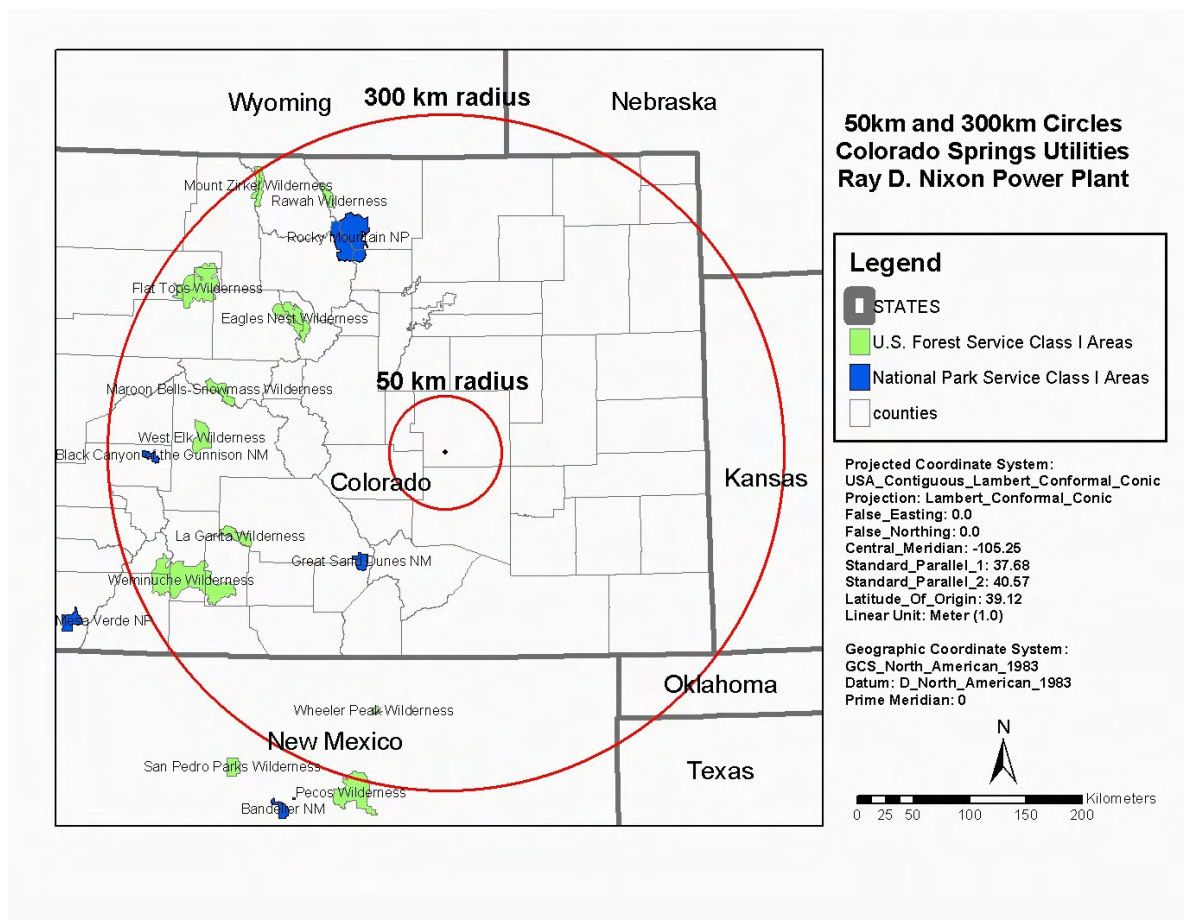 Wyoming
300 km radius
Nebraska
Mount Zirkel Wilderness
Rawah Wilderness
Rocky Mountain NP
Flat Tops Wilderness
Eagles Nest Wilderness
50 km radius
Maroon Bells-Snowmass Wilderness
West Elk Wilderness
Black Canyon of the Gunnison NM
Colorado
Kansas
La Garita Wilderness
Great Sand Dunes NM
Weminuche Wilderness
Mesa Verde NP
Oklahoma
Wheeler Peak Wilderness
New Mexico
San Pedro Parks Wilderness
Texas
Pecos Wilderness
Bandelier NM
50km and 300km Circles
Colorado Springs Utilities
Ray D. Nixon Power Plant
Legend
STATES
U.S. Forest Service Class I Areas
National Park Service Class I Areas
counties
Projected Coordinate System:
USA_Contiguous_Lambert_Conformal_Conic
Projection: Lambert_Conformal_Conic
False_Easting: 0.0
False_Northing: 0.0
Central_Meridian: -105.25
Standard_Parallel_1: 37.68
Standard_Parallel_2: 40.57
Latitude_Of_Origin: 39.12
Linear Unit: Meter (1.0)
Geographic Coordinate System:
GCS_North_American_1983
Datum: D_North_American_1983
Prime Meridian: 0
N
Kilometers
0 25 50 100 150 200